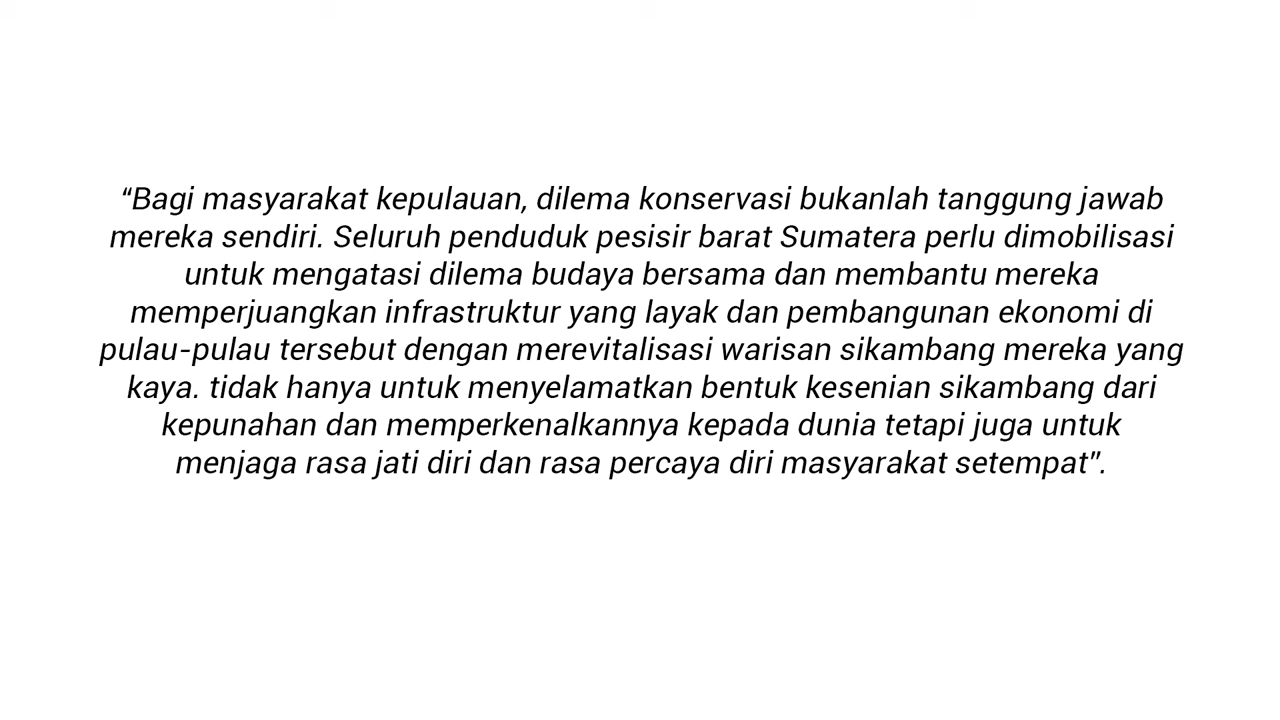 “Bagi masyarakat kepulauan, dilema konservasi bukanlah tanggung jawab
mereka sendiri. Seluruh penduduk pesisir barat Sumatera perlu dimobilisasi
untuk mengatasi dilema budaya bersama dan membantu mereka
memperjuangkan infrastruktur yang layak dan pembangunan ekonomi di
pulau-pulau tersebut dengan merevitalisasi warisan sikambang mereka yang
kaya. tidak hanya untuk menyelamatkan bentuk kesenian sikambang dari
kepunahan dan memperkenalkannya kepada dunia tetapi juga untuk
menjaga rasa jati diri dan rasa percaya diri masyarakat setempat”.